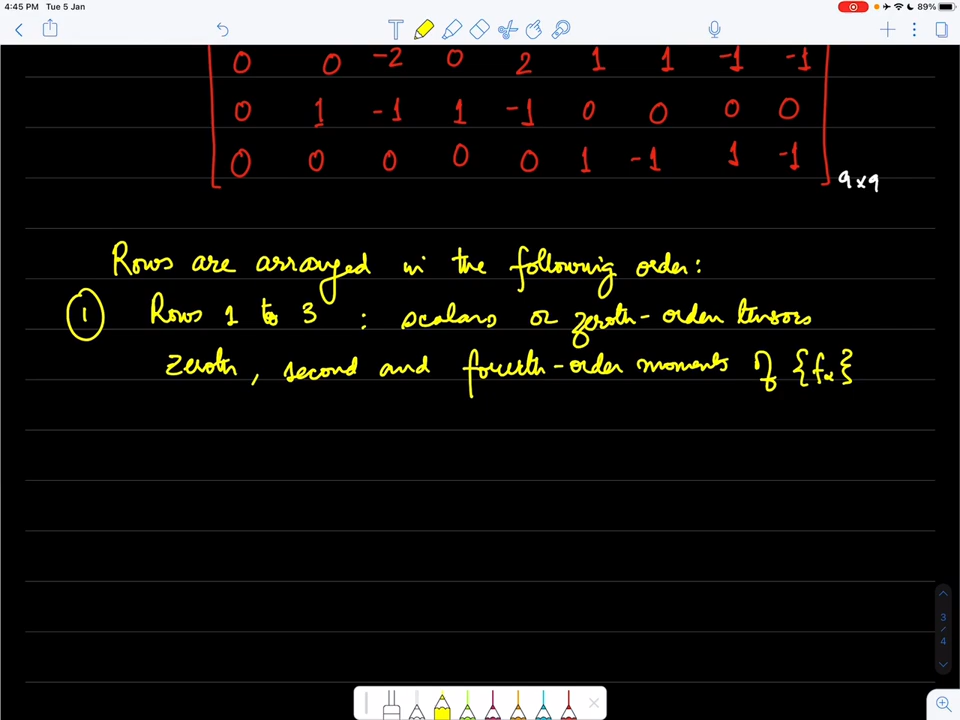 4:45 PM Tue 5 Jan 89%
T
0 0 -2 0 2 1 1 -1 -1
0 1 -1 1 -1 0 0 0 0
0 0 0 0 0 1 -1 1 -1
9x9
Rows are arranged in the following order:
① Rows 1 to 3 : scalars or zeroth-order tensors
zeroth, second and fourth-order moments of {fα}
3
/
4